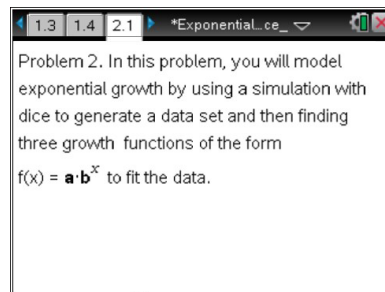 1.3 1.4 2.1 *Exponential...ce_
Problem 2. In this problem, you will model
exponential growth by using a simulation with
dice to generate a data set and then finding
three growth functions of the form
f(x) = a·bˣ to fit the data.